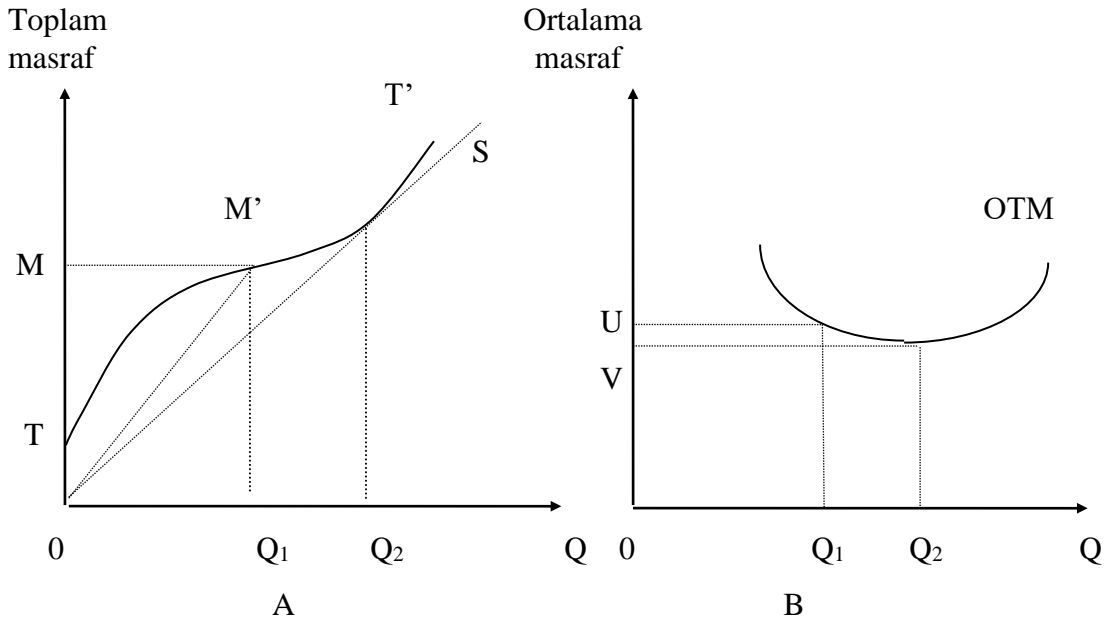 Toplam
masraf
T’
S
M’
M
T
0
Q₁
Q₂
Q
A
Ortalama
masraf
OTM
U
V
0
Q₁
Q₂
Q
B